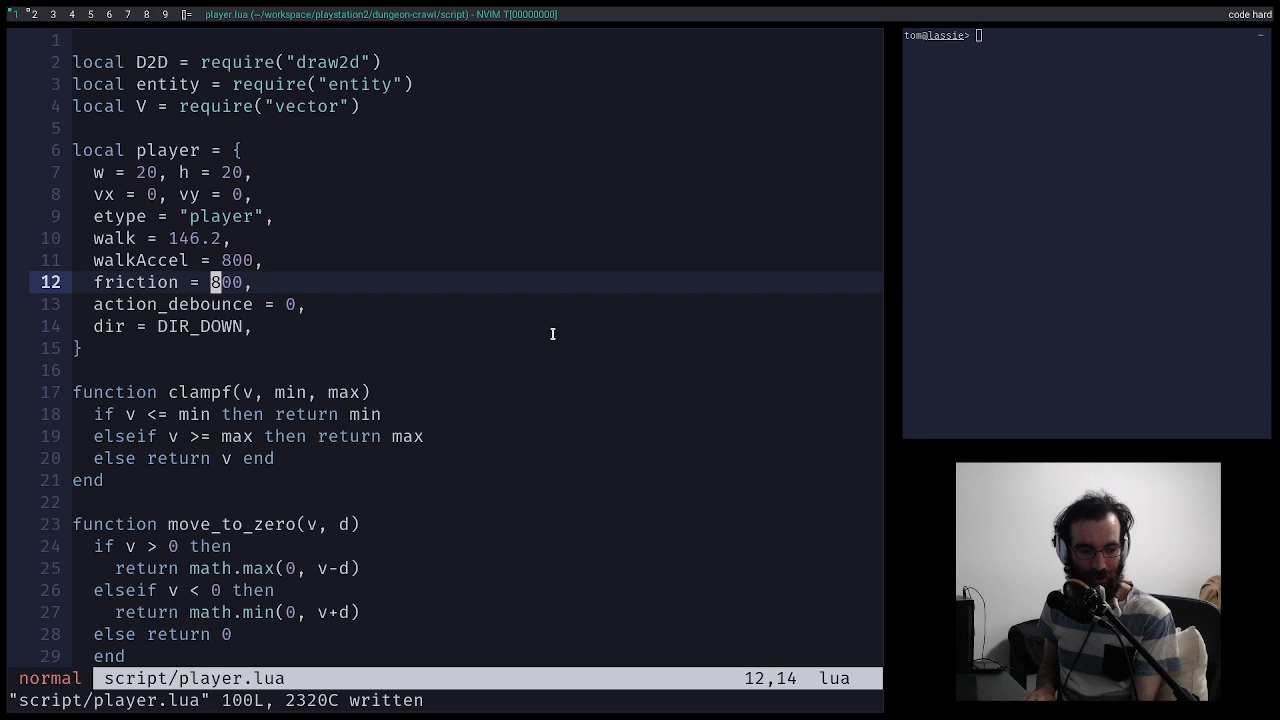 1 2 3 4 5 6 7 8 9 []= player.lua (~/workspace/playstation2/dungeon-crawl/script) - NVIM T[00000000] code hard
1
2 local D2D = require("draw2d")
3 local entity = require("entity")
4 local V = require("vector")
5
6 local player = {
7   w = 20, h = 20,
8   vx = 0, vy = 0,
9   etype = "player",
10   walk = 146.2,
11   walkAccel = 800,
12   friction = 800,
13   action_debounce = 0,
14   dir = DIR_DOWN,
15 }
16
17 function clampf(v, min, max)
18   if v <= min then return min
19   elseif v >= max then return max
20   else return v end
21 end
22
23 function move_to_zero(v, d)
24   if v > 0 then
25     return math.max(0, v-d)
26   elseif v < 0 then
27     return math.min(0, v+d)
28   else return 0
29   end
normal script/player.lua 12,14 lua
"script/player.lua" 100L, 2320C written
tom@lassie> ~